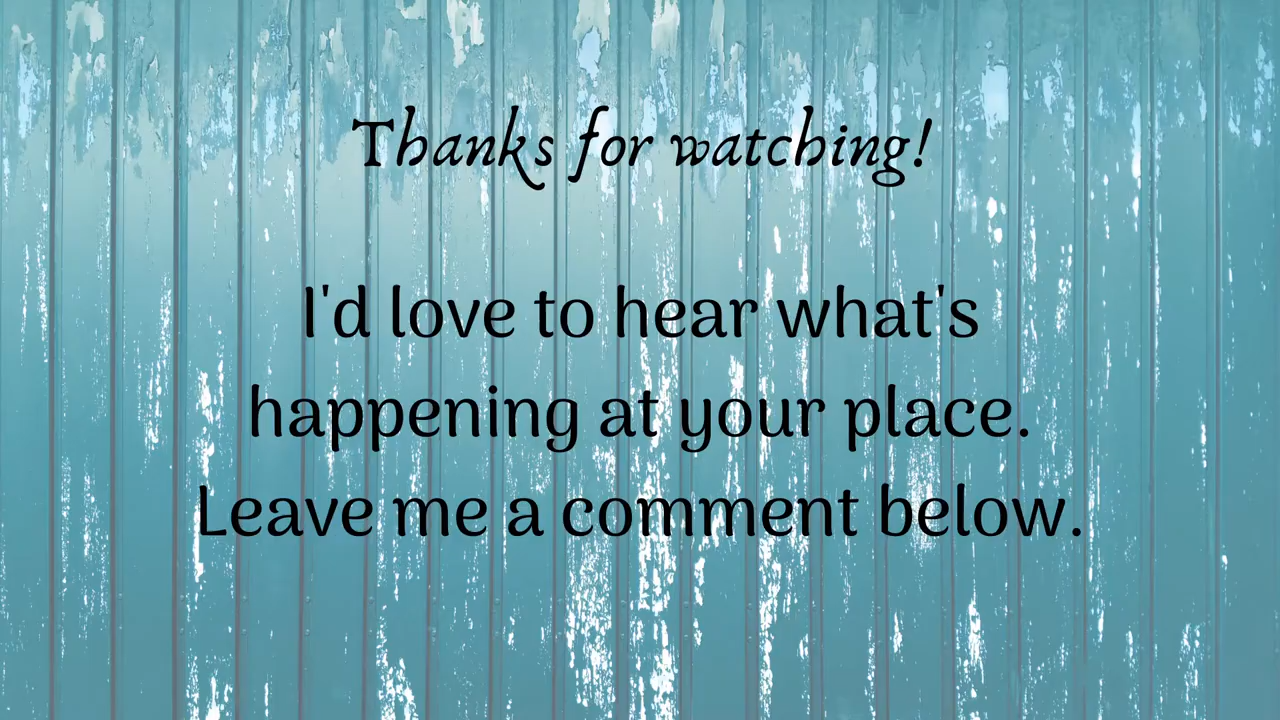 Thanks for watching!
I'd love to hear what's
happening at your place.
Leave me a comment below.